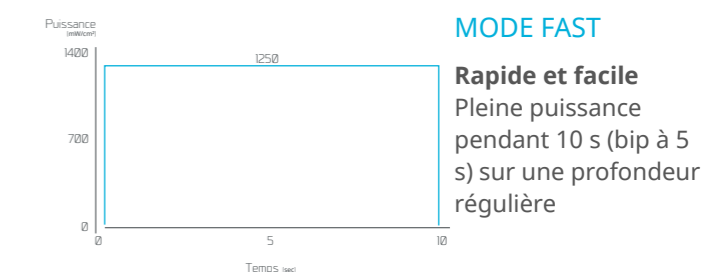 Puissance
(mW/cm²)
1400
1250
700
0
0
5
10
Temps (sec)
MODE FAST
Rapide et facile
Pleine puissance
pendant 10 s (bip à 5
s) sur une profondeur
régulière